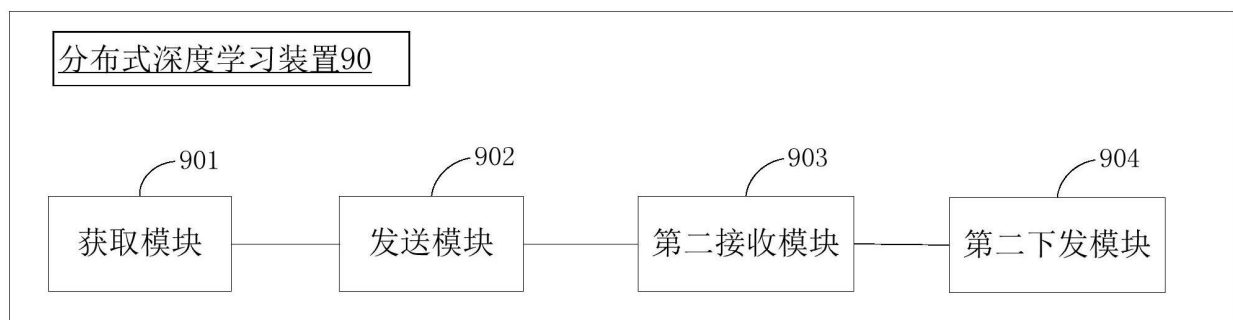 分布式深度学习装置90
901
902
903
904
获取模块
发送模块
第二接收模块
第二下发模块